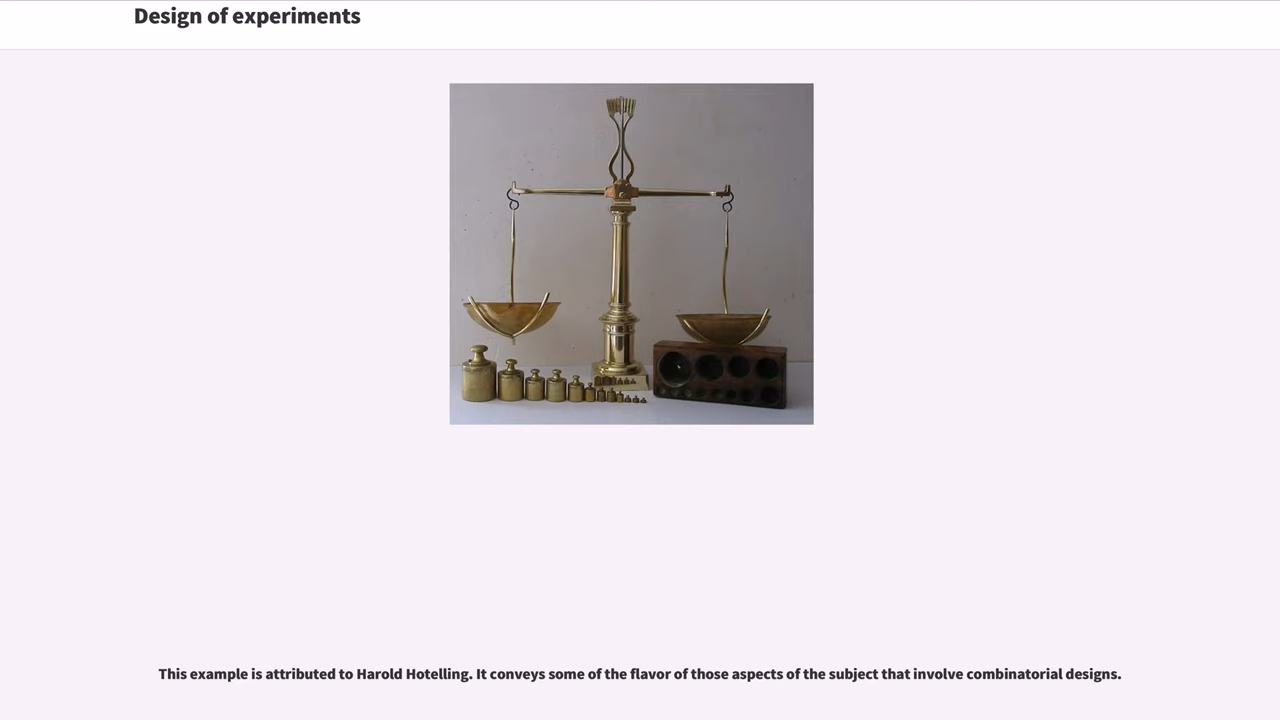 Design of experiments
This example is attributed to Harold Hotelling. It conveys some of the flavor of those aspects of the subject that involve combinatorial designs.